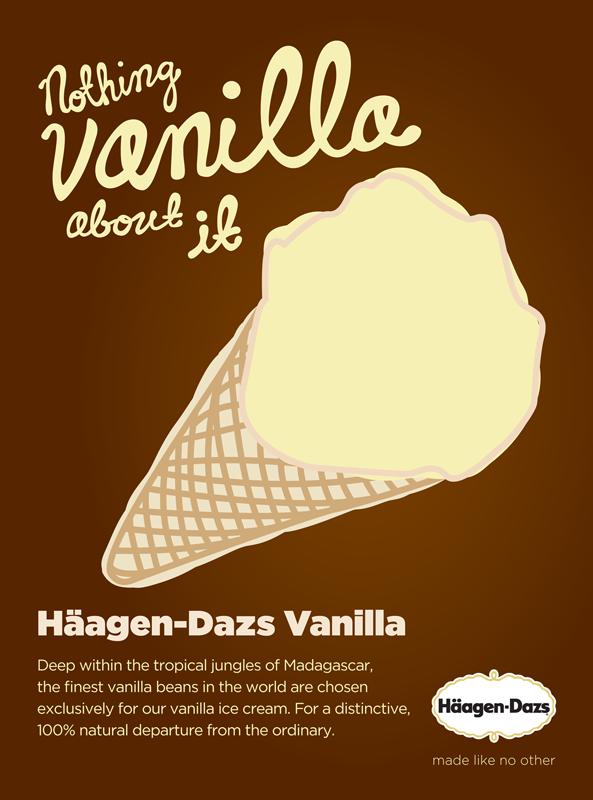 Nothing
vanilla
about it
Häagen-Dazs Vanilla
Deep within the tropical jungles of Madagascar,
the finest vanilla beans in the world are chosen
exclusively for our vanilla ice cream. For a distinctive,
100% natural departure from the ordinary.
Häagen-Dazs
made like no other